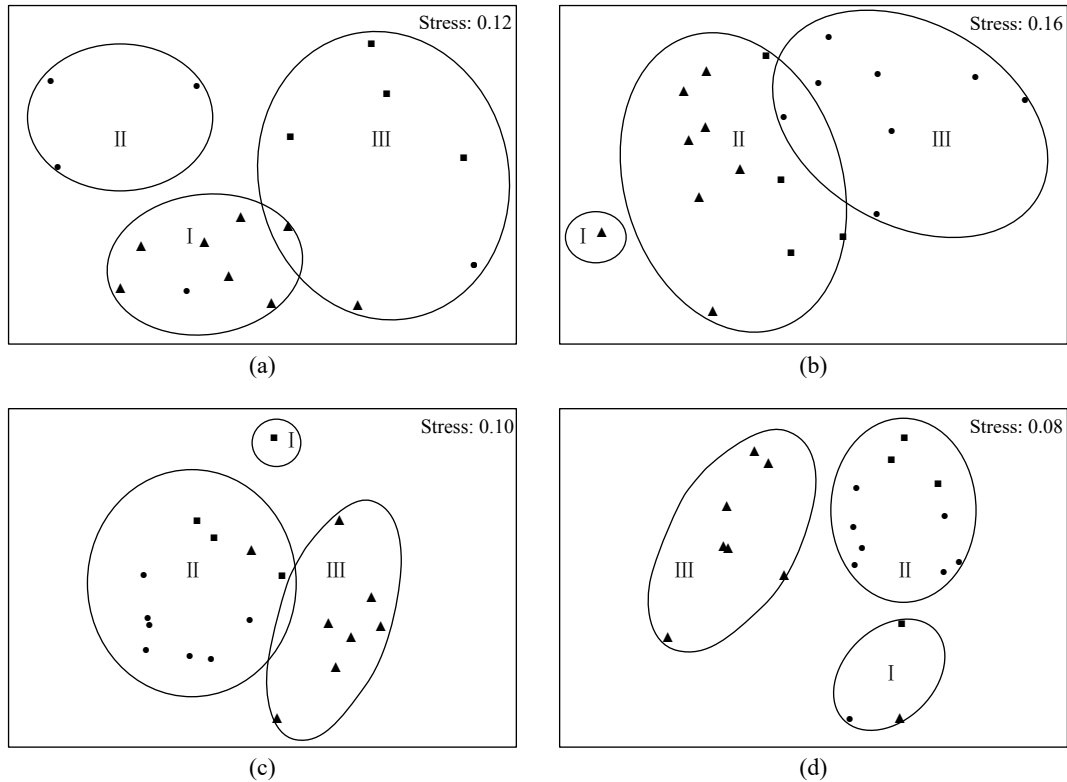 Stress: 0.12
II
III
I
(a)
Stress: 0.16
II
III
I
(b)
Stress: 0.10
I
II
III
(c)
Stress: 0.08
III
II
I
(d)